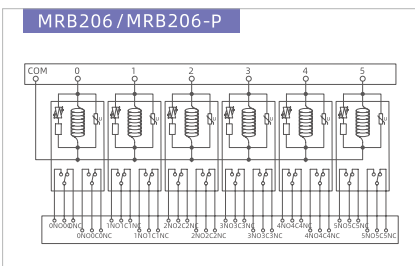 MRB206/MRB206-P
COM 0 1 2 3 4 5
U U U U U U
0NO0C0NC 1NO1C1NC 2NO2C2NC 3NO3C3NC 4NO4C4NC 5NO5C5NC
0NO0C0NC 1NO1C1NC 2NO2C2NC 3NO3C3NC 4NO4C4NC 5NO5C5NC